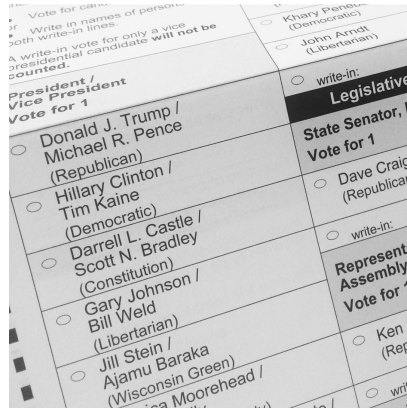 Vote for
Write in names of persons
both write-in lines.
A write-in vote for only a vice
presidential candidate will not be
counted.
President /
Vice President
Vote for 1
Donald J. Trump /
Michael R. Pence
(Republican)
Hillary Clinton /
Tim Kaine
(Democratic)
Darrell L. Castle /
Scott N. Bradley
(Constitution)
Gary Johnson /
Bill Weld
(Libertarian)
Jill Stein /
Ajamu Baraka
(Wisconsin Green)
Moorehead /
Khary
(Democratic)
John Arndt
(Libertarian)
write-in:
Legislative
State Senator,
Vote for 1
Dave Craig
(Republica
write-in:
Represent
Assembly
Vote for
Ken
(Rep